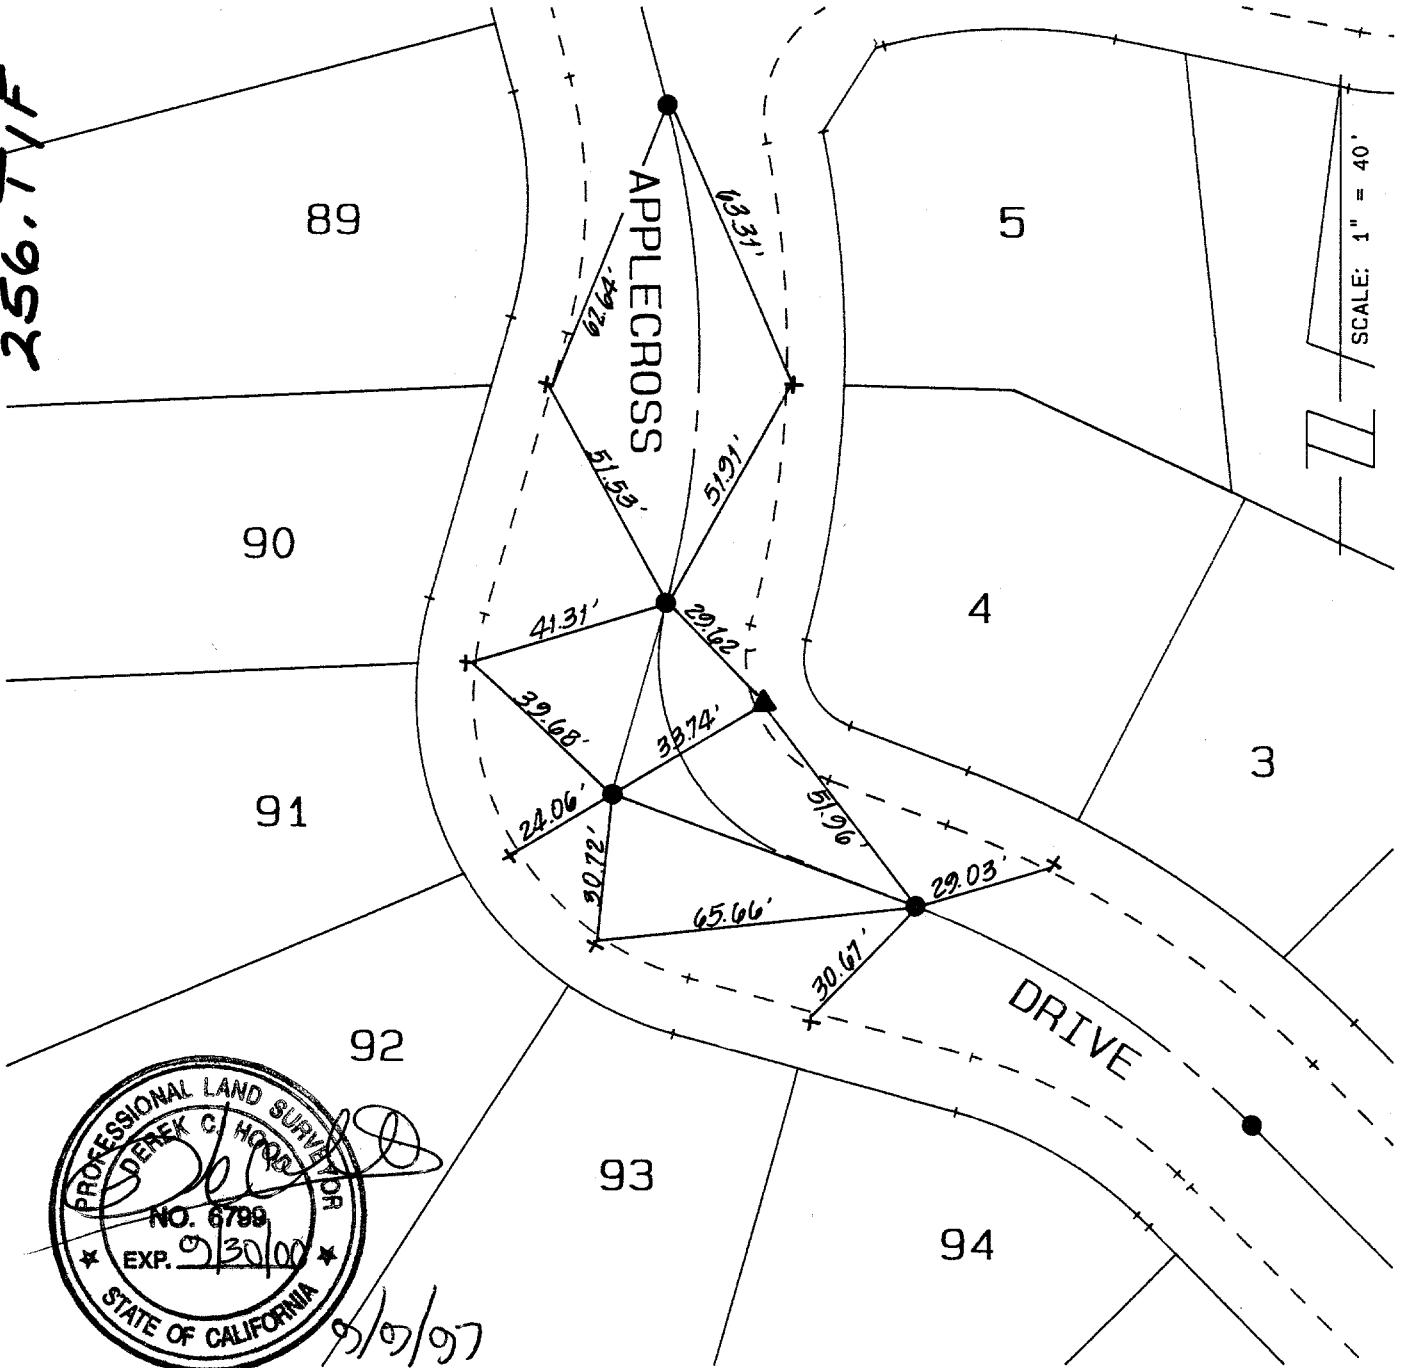 256.TIF
89
APPLECROSS
63.31'
5
SCALE: 1" = 40'
62.64'
51.53'
51.91'
90
41.31'
29.62'
4
39.68'
33.74'
3
91
24.06'
30.72'
51.96'
29.03'
65.66'
30.67'
DRIVE
92
PROFESSIONAL LAND SURVEYOR
DEREK C. HOOD
NO. 6799
EXP. 9/30/00
STATE OF CALIFORNIA
93
94
9/9/97